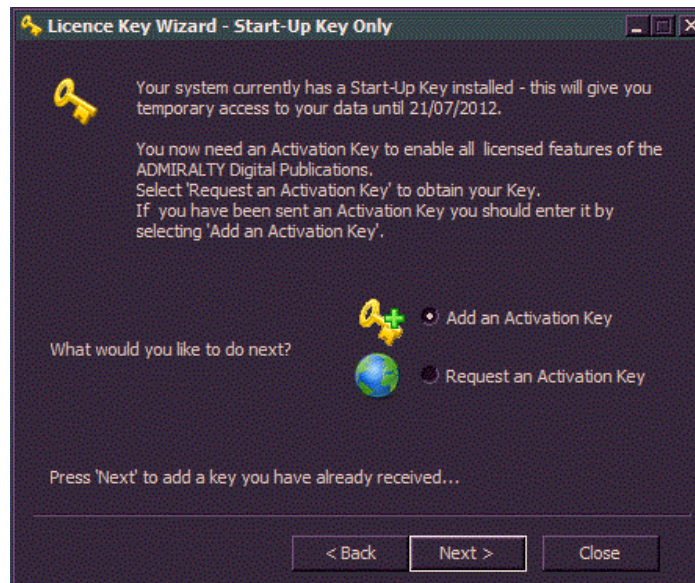 Licence Key Wizard - Start-Up Key Only
Your system currently has a Start-Up Key installed - this will give you
temporary access to your data until 21/07/2012.
You now need an Activation Key to enable all licensed features of the
ADMIRALTY Digital Publications.
Select 'Request an Activation Key' to obtain your Key.
If you have been sent an Activation Key you should enter it by
selecting 'Add an Activation Key'.
Add an Activation Key
What would you like to do next?
Request an Activation Key
Press 'Next' to add a key you have already received...
< Back Next > Close